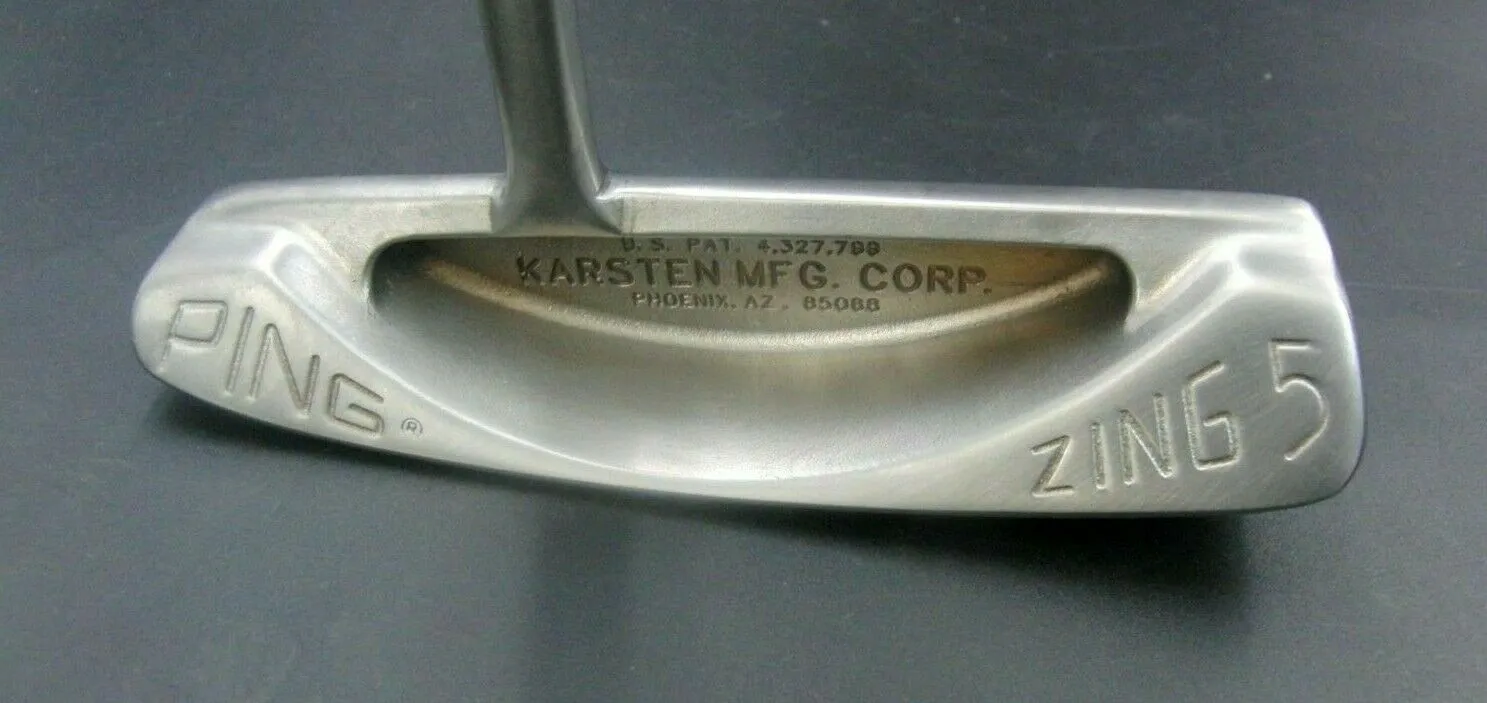 U.S. PAT. 4,327,799
KARSTEN MFG. CORP.
PHOENIX, AZ. 85068
PING®
ZING 5